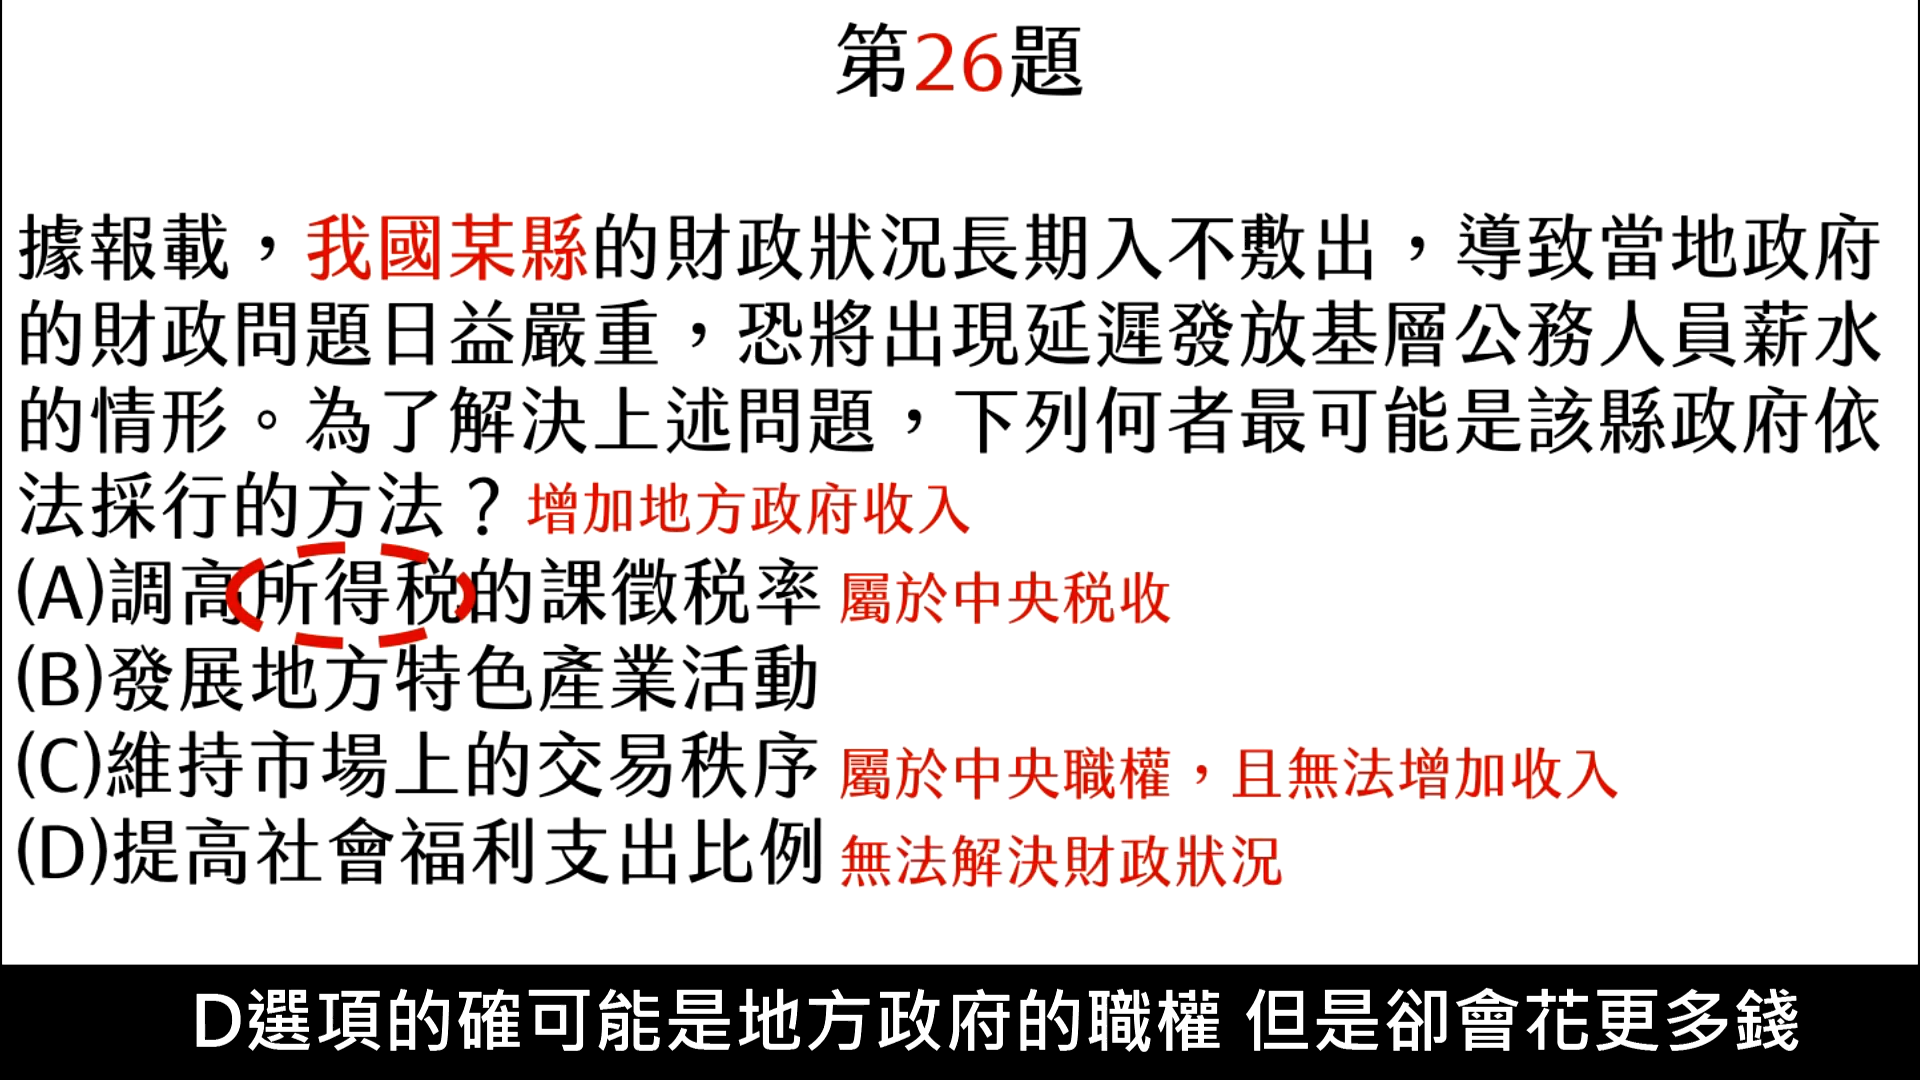 第26題
據報載，我國某縣的財政狀況長期入不敷出，導致當地政府
的財政問題日益嚴重，恐將出現延遲發放基層公務人員薪水
的情形。為了解決上述問題，下列何者最可能是該縣政府依
法採行的方法？ 增加地方政府收入
(A)調高所得税的課徵税率 屬於中央税收
(B)發展地方特色產業活動
(C)維持市場上的交易秩序 屬於中央職權，且無法增加收入
(D)提高社會福利支出比例 無法解決財政狀況
D選項的確可能是地方政府的職權 但是卻會花更多錢